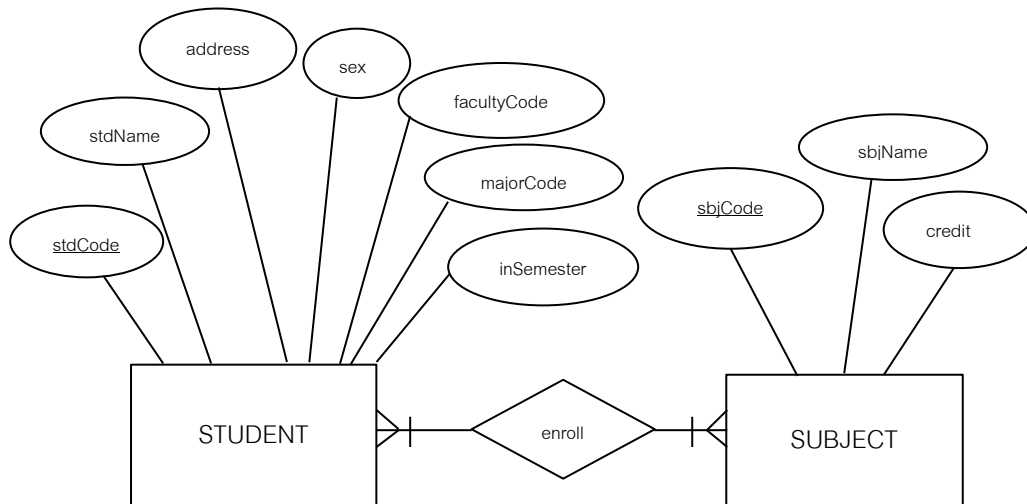 address
sex
facultyCode
stdName
sbjName
majorCode
sbjCode
stdCode
credit
inSemester
STUDENT
enroll
SUBJECT